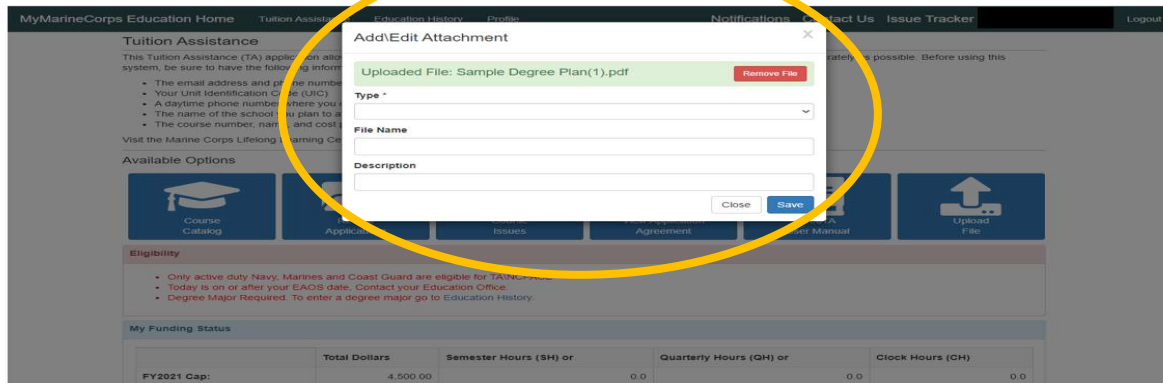 MyMarineCorps Education Home Tuition Assistance Education History Profile Notifications Contact Us Issue Tracker Logout
Tuition Assistance
Add\Edit Attachment ×
This Tuition Assistance (TA) application allow rately as possible. Before using this
system, be sure to have the following inform
Uploaded File: Sample Degree Plan(1).pdf Remove File
• The email address and phone numbe
• Your Unit Identification Code (UIC)
Type *
• A daytime phone number where you
• The name of the school you plan to a
• The course number, name, and cost
File Name
Visit the Marine Corps Lifelong Learning Ce
Available Options
Description
Close Save
Course
Catalog
Issues
Agreement
User Manual
Upload
File
Eligibility
• Only active duty Navy, Marines and Coast Guard are eligible for TA\NCPACE.
• Today is on or after your EAOS date, Contact your Education Office.
• Degree Major Required. To enter a degree major go to Education History.
My Funding Status
Total Dollars Semester Hours (SH) or Quarterly Hours (QH) or Clock Hours (CH)
FY2021 Cap: 4,500.00 0.0 0.0 0.0